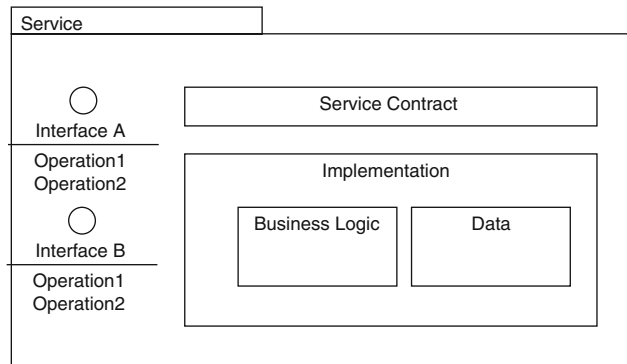 Service
Interface A
Operation1
Operation2
Interface B
Operation1
Operation2
Service Contract
Implementation
Business Logic
Data